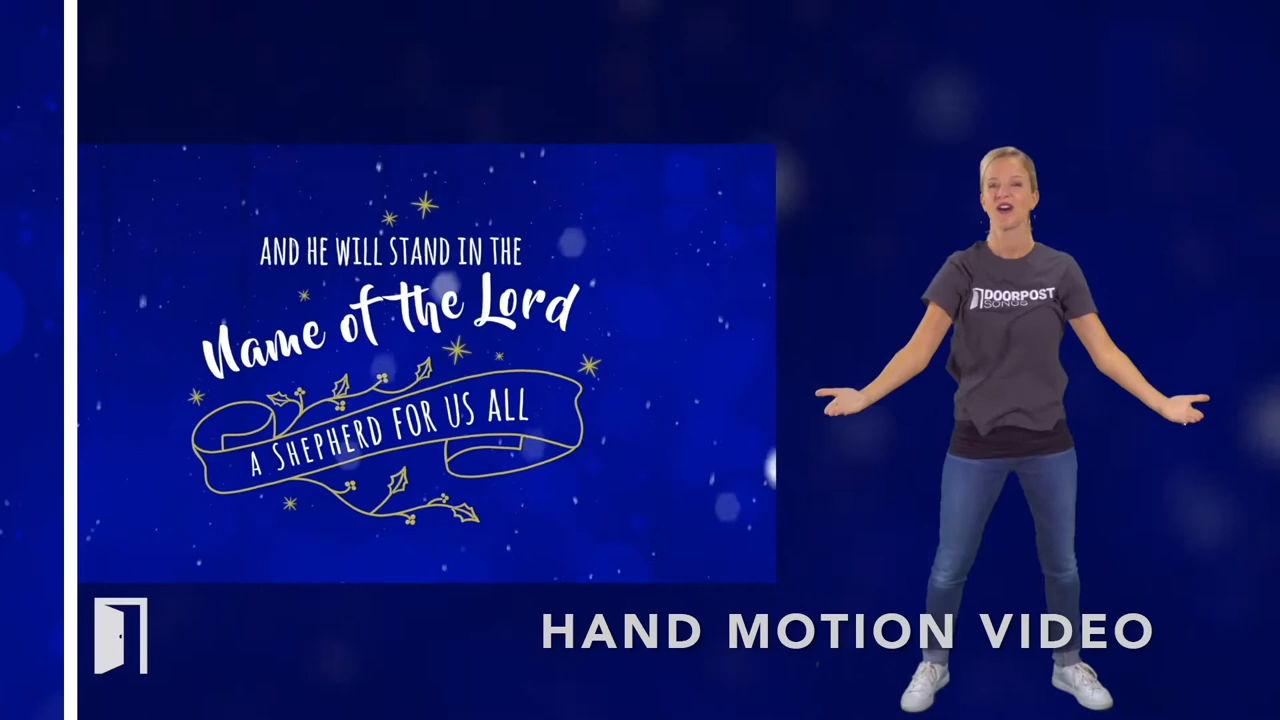 AND HE WILL STAND IN THE
Name of the Lord
A SHEPHERD FOR US ALL
DOORPOST
SONGS
HAND MOTION VIDEO